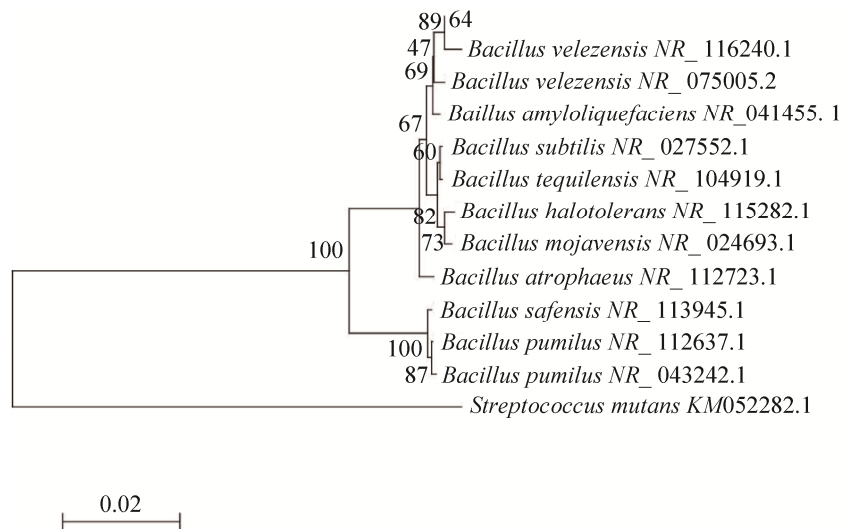 89 64
47 Bacillus velezensis NR_ 116240.1
69 Bacillus velezensis NR_ 075005.2
Baillus amyloliquefaciens NR_041455. 1
67
60 Bacillus subtilis NR_ 027552.1
Bacillus tequilensis NR_ 104919.1
82 Bacillus halotolerans NR_ 115282.1
73 Bacillus mojavensis NR_ 024693.1
100
Bacillus atrophaeus NR_ 112723.1
Bacillus safensis NR_ 113945.1
100 Bacillus pumilus NR_ 112637.1
87 Bacillus pumilus NR_ 043242.1
Streptococcus mutans KM052282.1
0.02